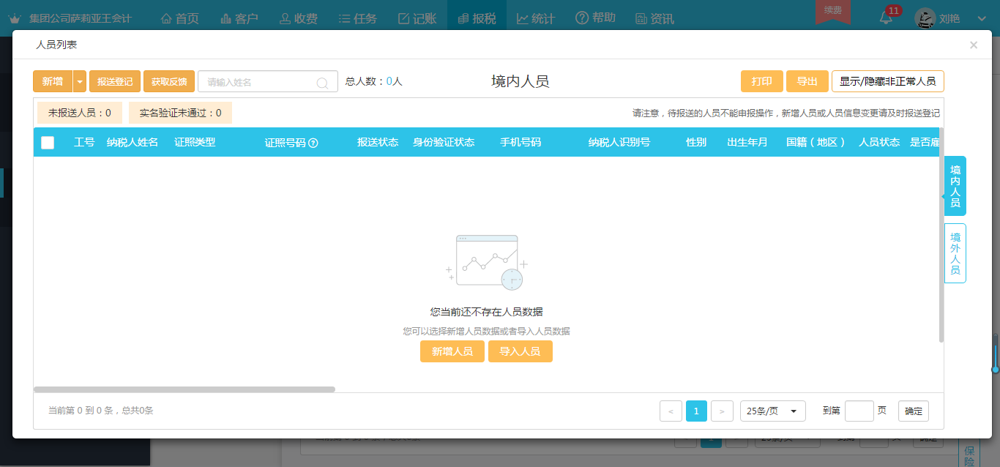 集团公司萨莉亚王会计 首页 客户 收费 任务 记账 报税 统计 帮助 资讯 续费 11 刘艳
人员列表
新增 报送登记 获取反馈 请输入姓名 总人数：0人 境内人员 打印 导出 显示/隐藏非正常人员
未报送人员：0 实名验证未通过：0 请注意，待报送的人员不能申报操作，新增人员或人员信息变更请及时报送登记
工号 纳税人姓名 证照类型 证照号码 报送状态 身份验证状态 手机号码 纳税人识别号 性别 出生年月 国籍（地区） 人员状态 是否雇
境内人员
境外人员
您当前还不存在人员数据
您可以选择新增人员数据或者导入人员数据
新增人员 导入人员
当前第 0 到 0 条，总共0条 < 1 > 25条/页 到第 页 确定
保险